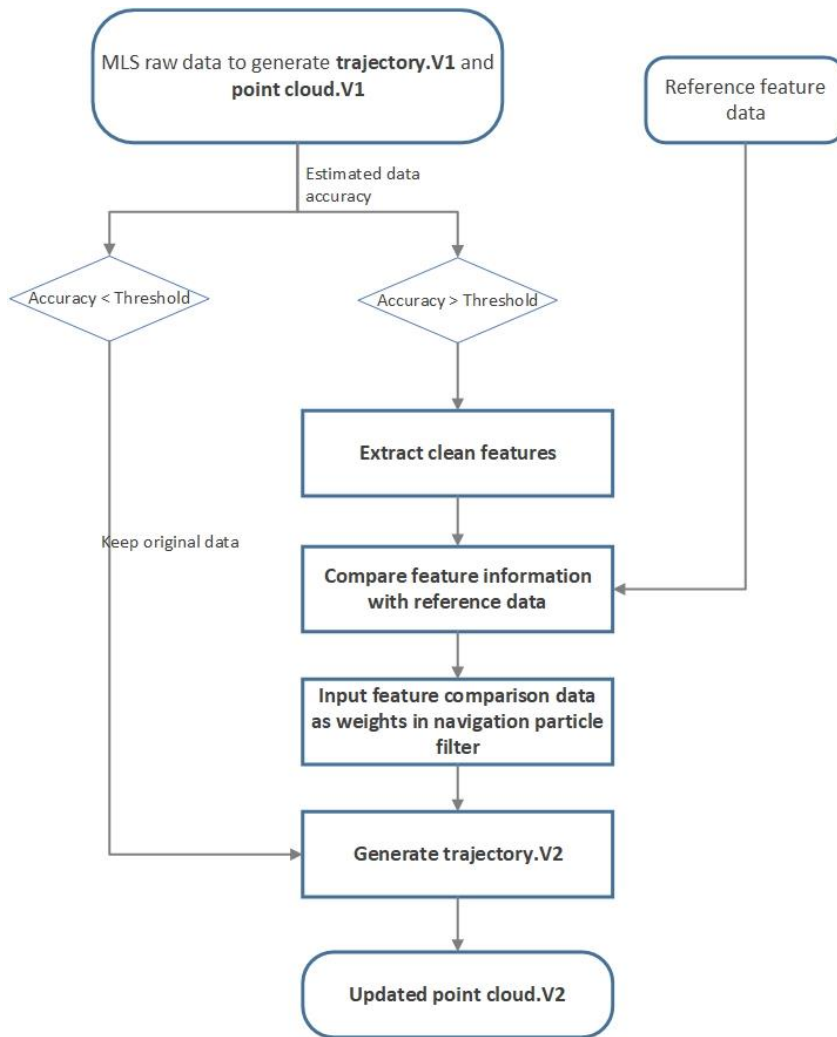 MLS raw data to generate trajectory.V1 and
point cloud.V1
Reference feature
data
Estimated data
accuracy
Accuracy < Threshold
Accuracy > Threshold
Extract clean features
Keep original data
Compare feature information
with reference data
Input feature comparison data
as weights in navigation particle
filter
Generate trajectory.V2
Updated point cloud.V2